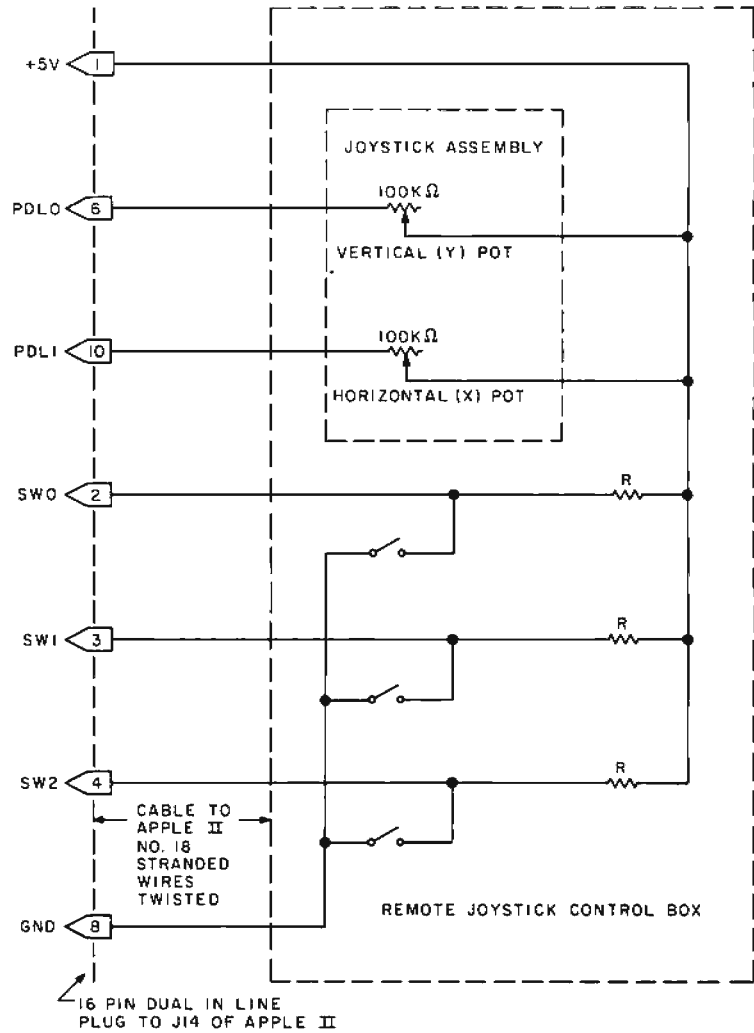 +5V 1
JOYSTICK ASSEMBLY
100KΩ
PDL0 6
VERTICAL (Y) POT
100KΩ
PDL1 10
HORIZONTAL (X) POT
SW0 2
R
SW1 3
R
SW2 4
R
CABLE TO
APPLE II
NO. 18
STRANDED
WIRES
TWISTED
GND 8
REMOTE JOYSTICK CONTROL BOX
16 PIN DUAL IN LINE
PLUG TO J14 OF APPLE II